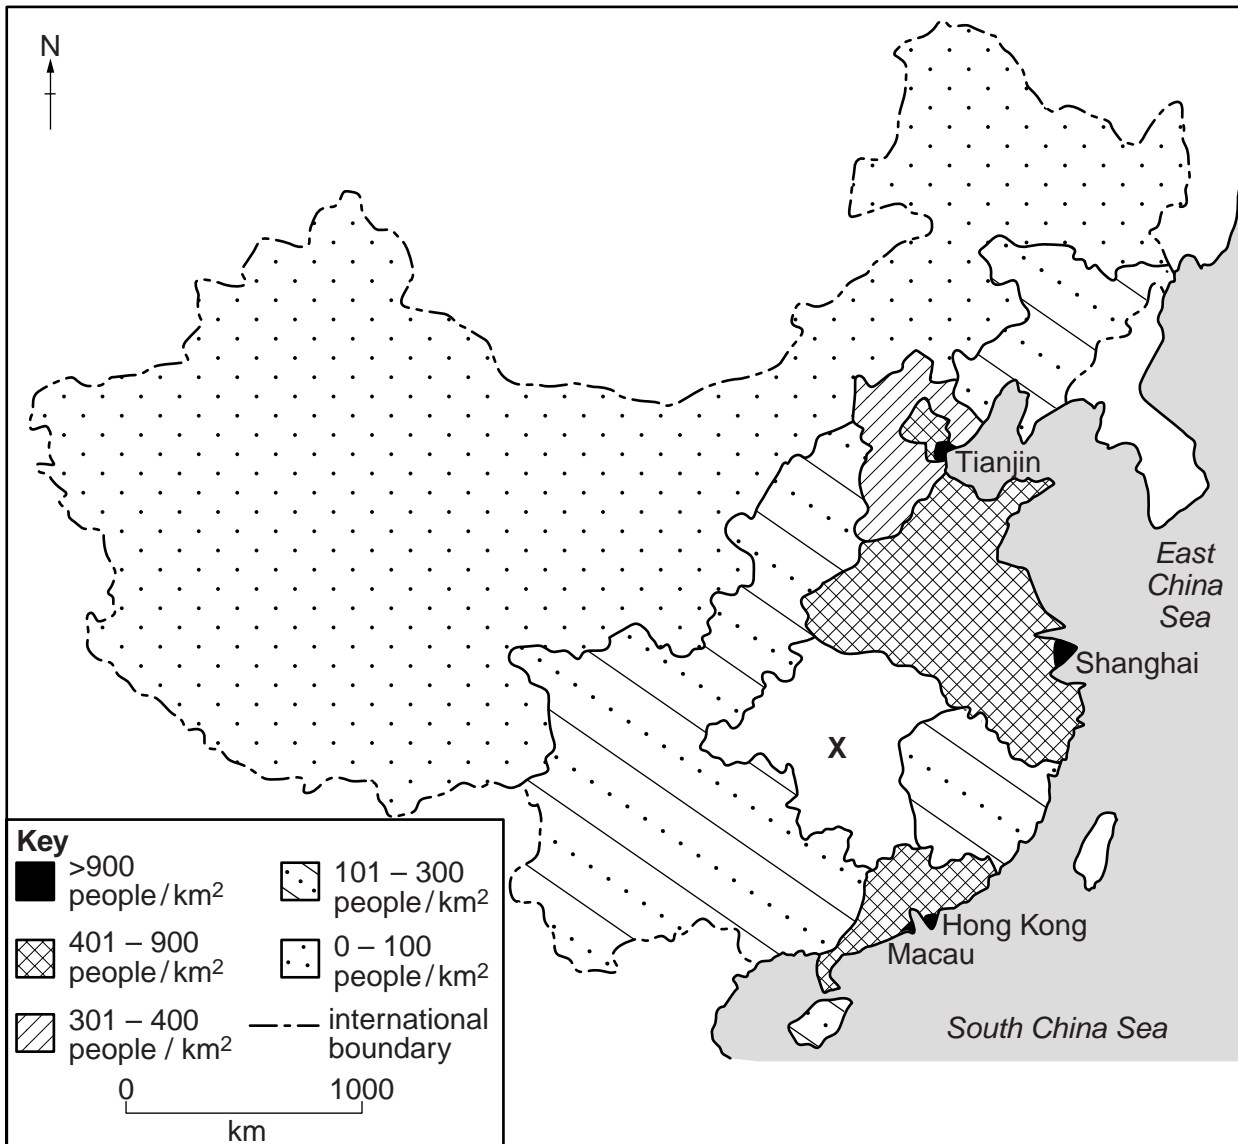 N
Tianjin
East
China
Sea
Shanghai
X
Hong Kong
Macau
South China Sea
Key
>900
people/km²
401 – 900
people/km²
301 – 400
people / km²
101 – 300
people/km²
0 – 100
people/km²
international
boundary
0 1000
km